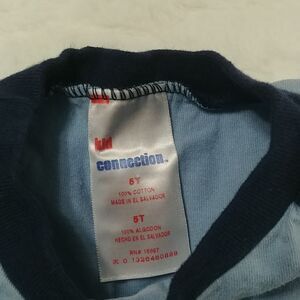 kid
connection.
5T
100% COTTON
MADE IN EL SALVADOR
5T
100% ALGODON
HECHO EN EL SALVADOR